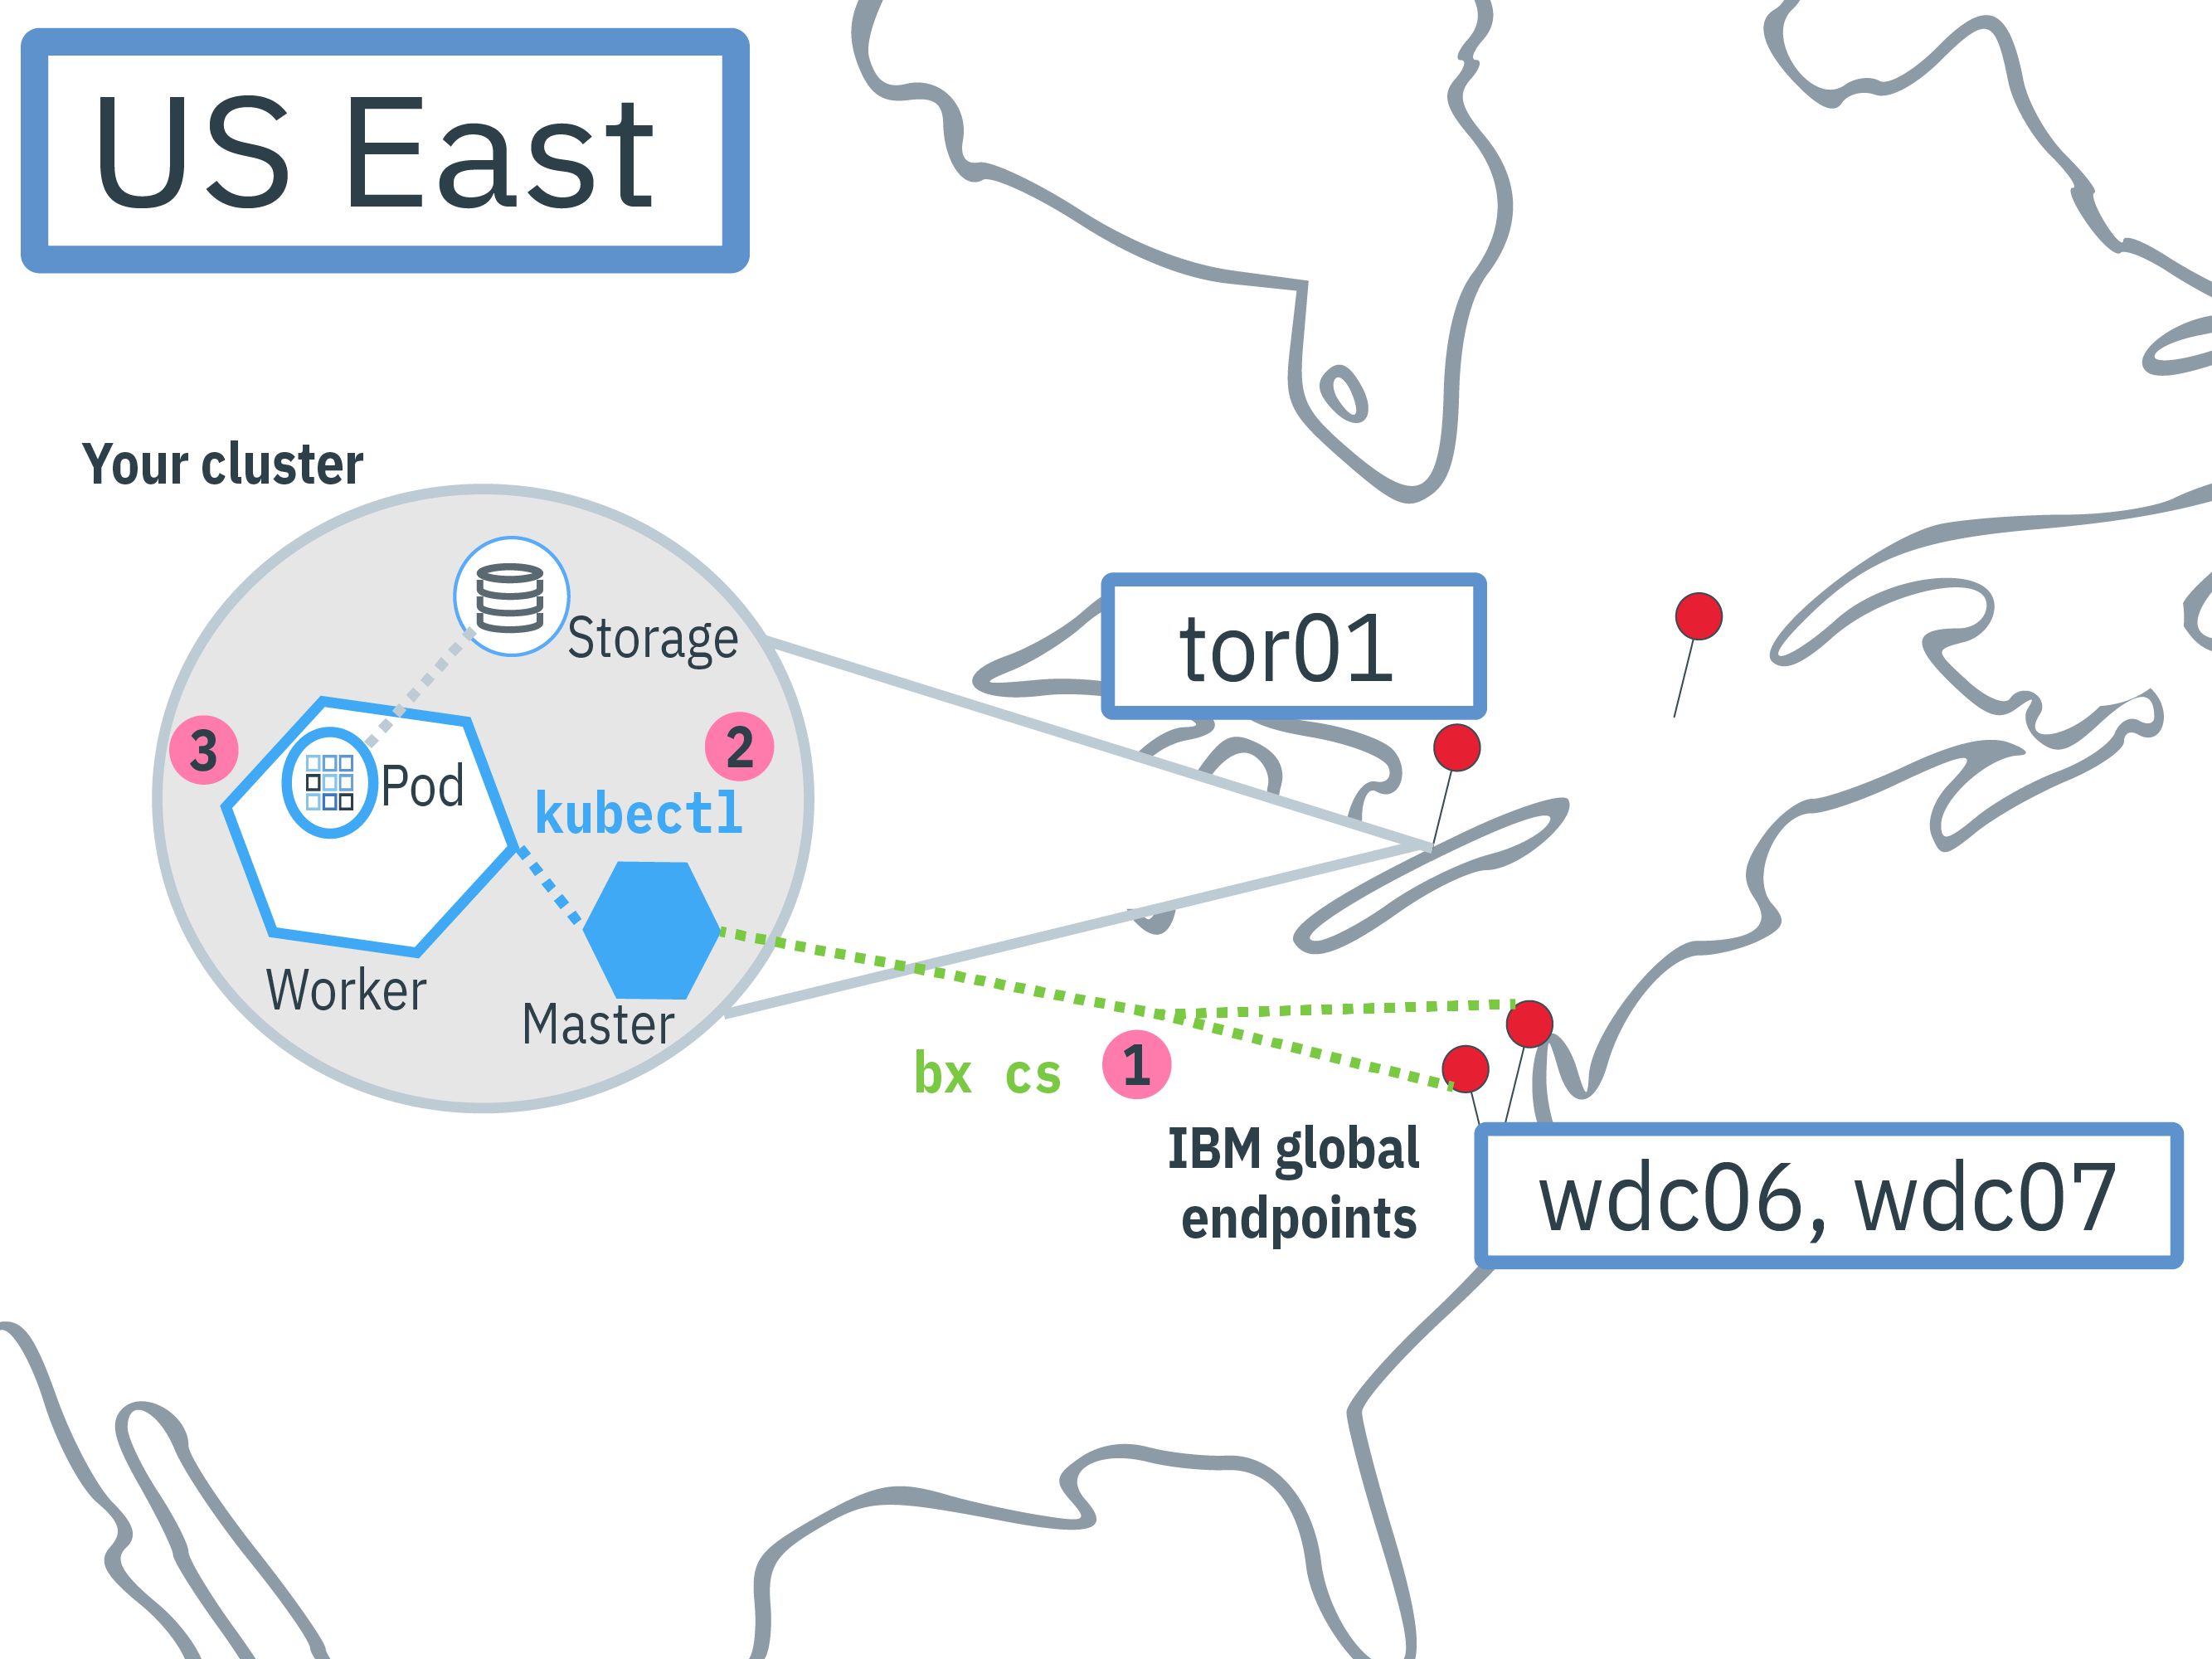 US East
Your cluster
Storage
tor01
3
Pod
2
kubectl
Worker
Master
bx cs
1
IBM global
endpoints
wdc06, wdc07